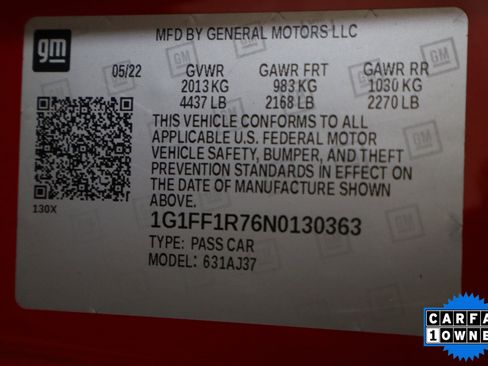 gm
MFD BY GENERAL MOTORS LLC
05/22 GVWR GAWR FRT GAWR RR
2013 KG 983 KG 1030 KG
4437 LB 2168 LB 2270 LB
THIS VEHICLE CONFORMS TO ALL
APPLICABLE U.S. FEDERAL MOTOR
VEHICLE SAFETY, BUMPER, AND THEFT
PREVENTION STANDARDS IN EFFECT ON
THE DATE OF MANUFACTURE SHOWN
ABOVE.
130X
1G1FF1R76N0130363
TYPE: PASS CAR
MODEL: 631AJ37
CARFA
1 OWNE